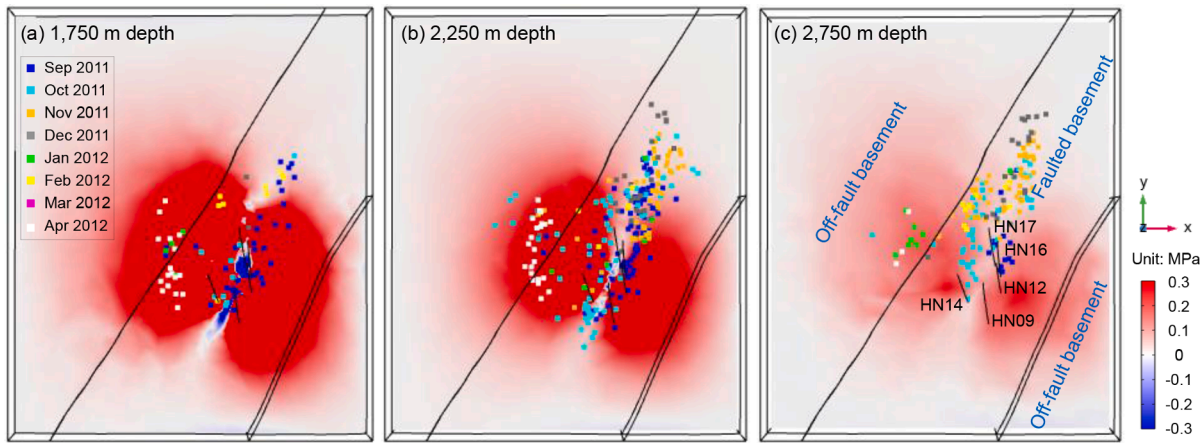 (a) 1,750 m depth
Sep 2011
Oct 2011
Nov 2011
Dec 2011
Jan 2012
Feb 2012
Mar 2012
Apr 2012
(b) 2,250 m depth
(c) 2,750 m depth
Off-fault basement
Faulted basement
HN17
HN16
HN12
HN14
HN09
Off-fault basement
y
z
x
Unit: MPa
0.3
0.2
0.1
0
-0.1
-0.2
-0.3